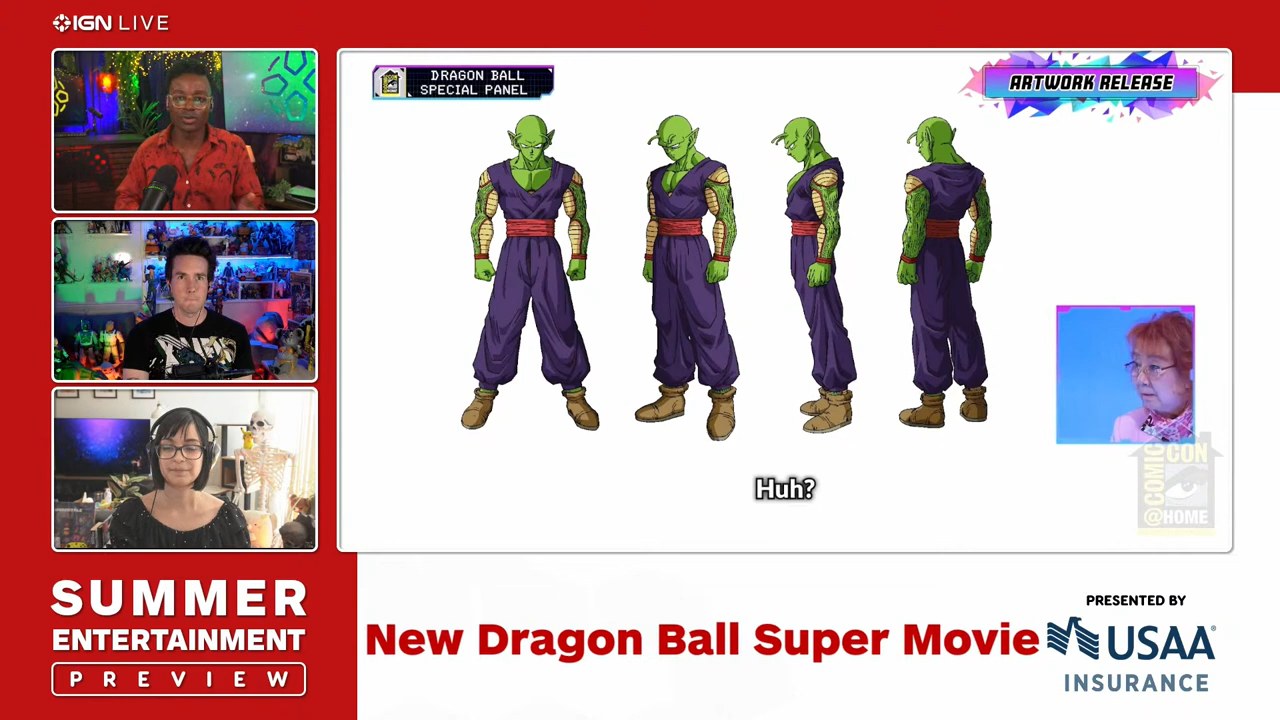 IGN LIVE
DRAGON BALL
SPECIAL PANEL
ARTWORK RELEASE
Huh?
COMIC
CON
@HOME
SUMMER
ENTERTAINMENT
PREVIEW
New Dragon Ball Super Movie
PRESENTED BY
USAA®
INSURANCE